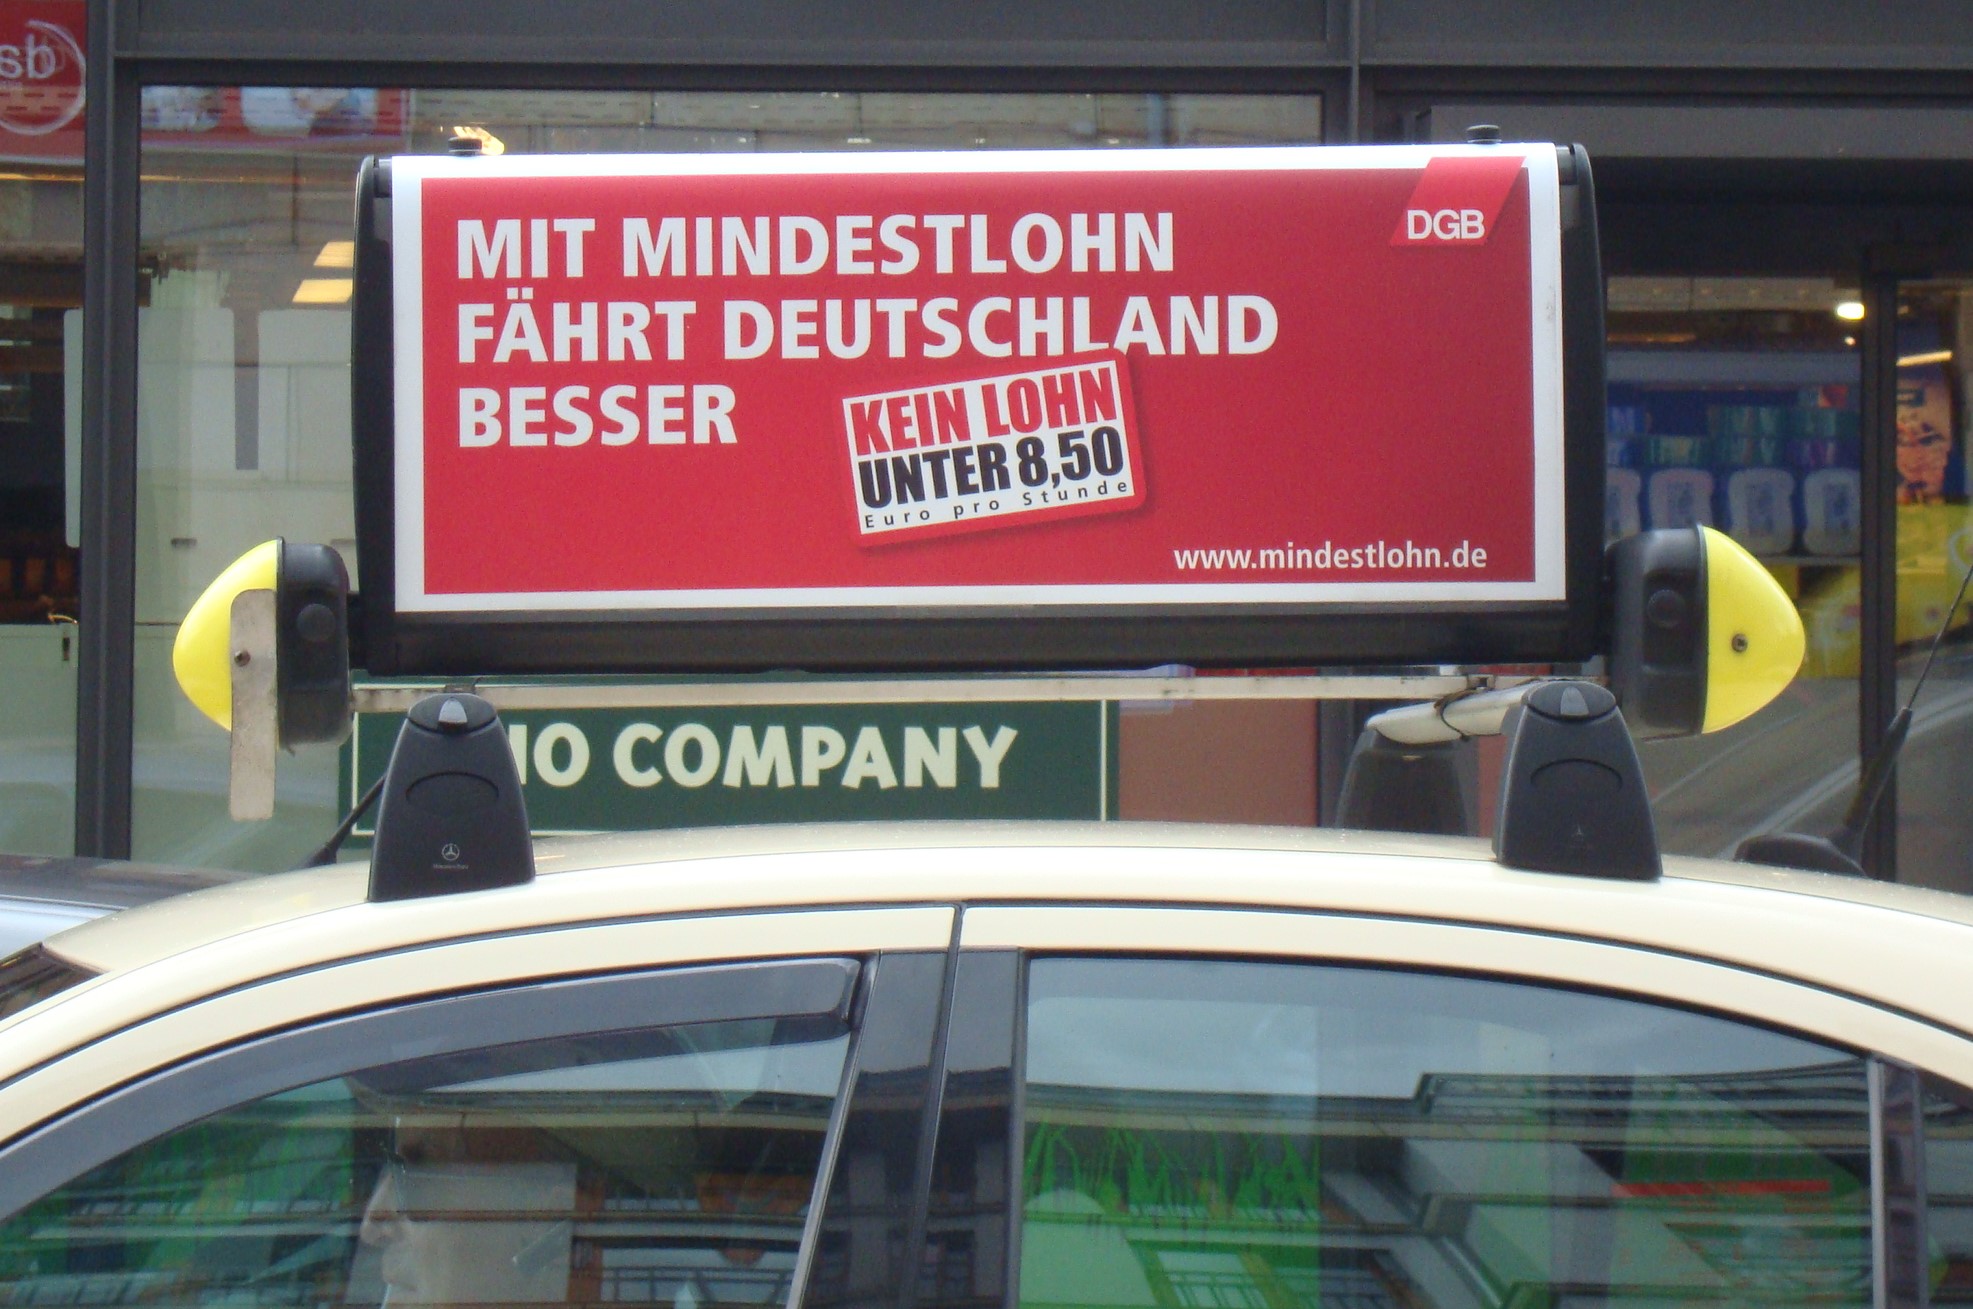 MIT MINDESTLOHN
FÄHRT DEUTSCHLAND
BESSER
DGB
KEIN LOHN
UNTER 8,50
Euro pro Stunde
www.mindestlohn.de
COMPANY